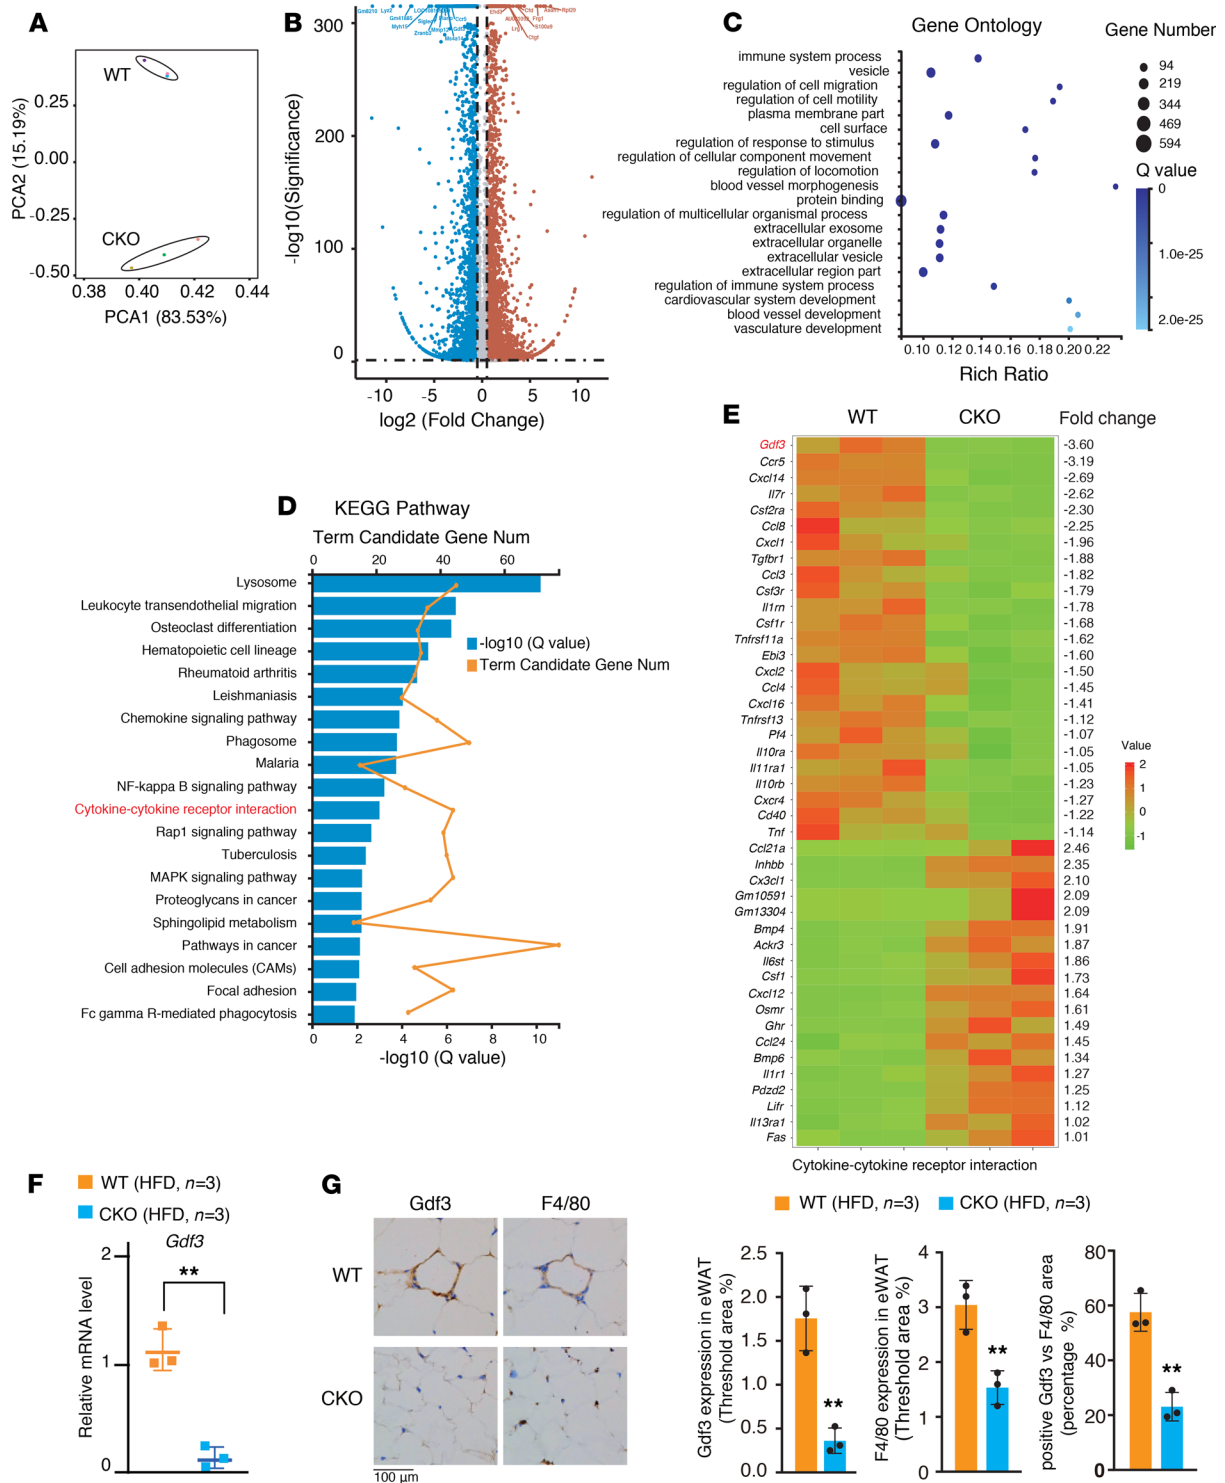 A
WT
CKO
PCA2 (15.19%)
0.25
0.00
-0.25
-0.50
0.38
0.40
0.42
0.44
PCA1 (83.53%)
B
-log10(Significance)
300
200
100
0
-10
-5
0
5
10
log2 (Fold Change)
C
Gene Ontology
immune system process
vesicle
regulation of cell migration
regulation of cell motility
plasma membrane part
cell surface
regulation of response to stimulus
regulation of cellular component movement
regulation of locomotion
blood vessel morphogenesis
protein binding
regulation of multicellular organismal process
extracellular exosome
extracellular organelle
extracellular vesicle
extracellular region part
regulation of immune system process
cardiovascular system development
blood vessel development
vasculature development
0.10 0.12 0.14 0.16 0.18 0.20 0.22
Rich Ratio
Gene Number
94
219
344
469
594
Q value
0
1.0e-25
2.0e-25
D
KEGG Pathway
Term Candidate Gene Num
0
20
40
60
Lysosome
Leukocyte transendothelial migration
Osteoclast differentiation
Hematopoietic cell lineage
Rheumatoid arthritis
Leishmaniasis
Chemokine signaling pathway
Phagosome
Malaria
NF-kappa B signaling pathway
Cytokine-cytokine receptor interaction
Rap1 signaling pathway
Tuberculosis
MAPK signaling pathway
Proteoglycans in cancer
Sphingolipid metabolism
Pathways in cancer
Cell adhesion molecules (CAMs)
Focal adhesion
Fc gamma R-mediated phagocytosis
-log10 (Q value)
Term Candidate Gene Num
0
2
4
6
8
10
-log10 (Q value)
E
WT
CKO
Fold change
Gdf3 -3.60
Ccr5 -3.19
Cxcl14 -2.69
Il7r -2.62
Csf2ra -2.30
Ccl8 -2.25
Cxcl1 -1.96
Tgfbr1 -1.88
Ccl3 -1.82
Csf3r -1.79
Il1rn -1.78
Csf1r -1.68
Tnfrsf11a -1.62
Ebi3 -1.60
Cxcl2 -1.50
Ccl4 -1.45
Cxcl16 -1.41
Tnfrsf13 -1.12
Pf4 -1.07
Il10ra -1.05
Il11ra1 -1.05
Il10rb -1.23
Cxcr4 -1.27
Cd40 -1.22
Tnf -1.14
Ccl21a 2.46
Inhbb 2.35
Cx3cl1 2.10
Gm10591 2.09
Gm13304 2.09
Bmp4 1.91
Ackr3 1.87
Il6st 1.86
Csf1 1.73
Cxcl12 1.64
Osmr 1.61
Ghr 1.49
Ccl24 1.45
Bmp6 1.34
Il1r1 1.27
Pdzd2 1.25
Lifr 1.12
Il13ra1 1.02
Fas 1.01
Cytokine-cytokine receptor interaction
Value
2
1
0
-1
F
WT (HFD, n=3)
CKO (HFD, n=3)
Gdf3
**
Relative mRNA level
2
1
0
G
Gdf3
F4/80
WT
CKO
100 μm
WT (HFD, n=3)
CKO (HFD, n=3)
Gdf3 expression in eWAT
(Threshold area %)
2.5
2.0
1.5
1.0
0.5
0.0
**
F4/80 expression in eWAT
(Threshold area %)
4
3
2
1
0
**
positive Gdf3 vs F4/80 area
(percentage %)
80
60
40
20
0
**